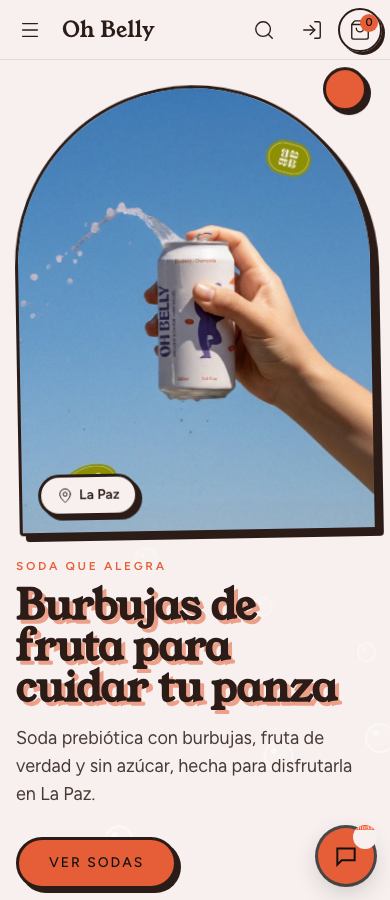 Oh Belly
0
OH BELLY
La Paz
SODA QUE ALEGRA
Burbujas de
fruta para
cuidar tu panza
Soda prebiótica con burbujas, fruta de
verdad y sin azúcar, hecha para disfrutarla
en La Paz.
VER SODAS